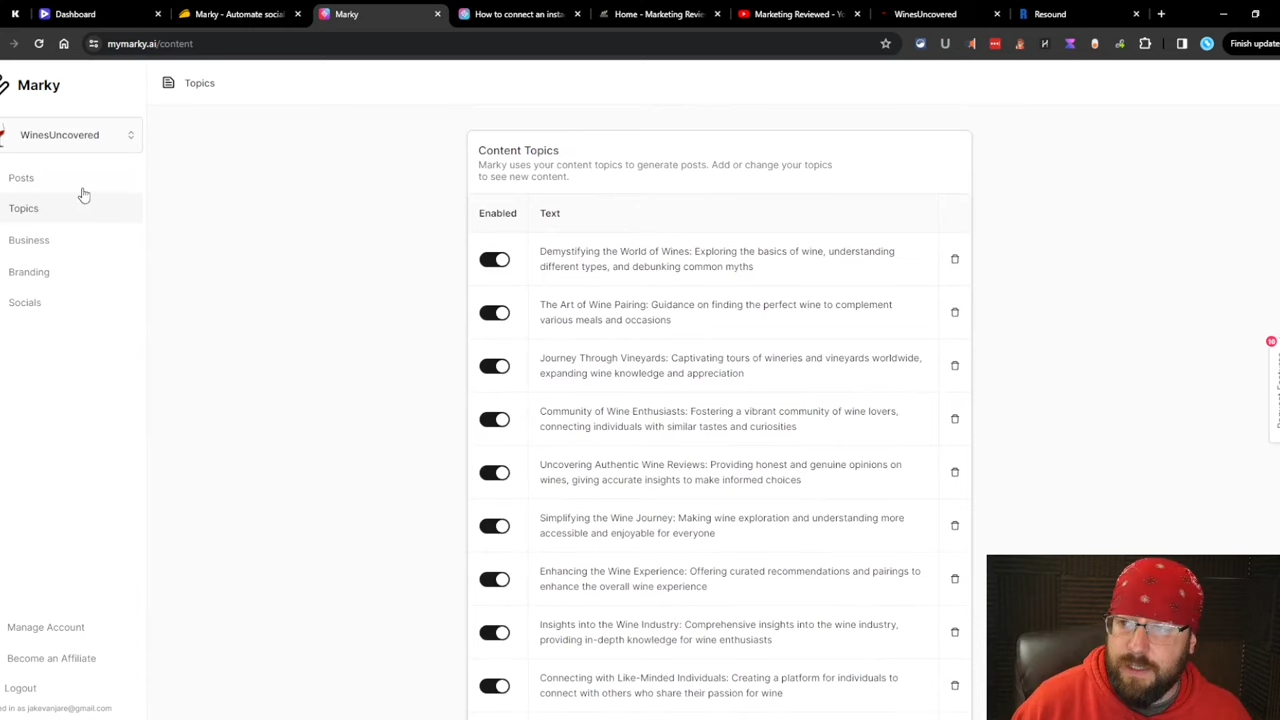 Dashboard
Marky - Automate social
Marky
How to connect an insta
Home - Marketing Revie
Marketing Reviewed - Yo
WinesUncovered
Resound
mymarky.ai/content
Finish update
Marky
Topics
WinesUncovered
Posts
Topics
Business
Branding
Socials
Content Topics
Marky uses your content topics to generate posts. Add or change your topics
to see new content.
Enabled Text
Demystifying the World of Wines: Exploring the basics of wine, understanding
different types, and debunking common myths
The Art of Wine Pairing: Guidance on finding the perfect wine to complement
various meals and occasions
Journey Through Vineyards: Captivating tours of wineries and vineyards worldwide,
expanding wine knowledge and appreciation
Community of Wine Enthusiasts: Fostering a vibrant community of wine lovers,
connecting individuals with similar tastes and curiosities
Uncovering Authentic Wine Reviews: Providing honest and genuine opinions on
wines, giving accurate insights to make informed choices
Simplifying the Wine Journey: Making wine exploration and understanding more
accessible and enjoyable for everyone
Enhancing the Wine Experience: Offering curated recommendations and pairings to
enhance the overall wine experience
Insights into the Wine Industry: Comprehensive insights into the wine industry,
providing in-depth knowledge for wine enthusiasts
Connecting with Like-Minded Individuals: Creating a platform for individuals to
connect with others who share their passion for wine
Manage Account
Become an Affiliate
Logout
ed in as jakevanjare@gmail.com